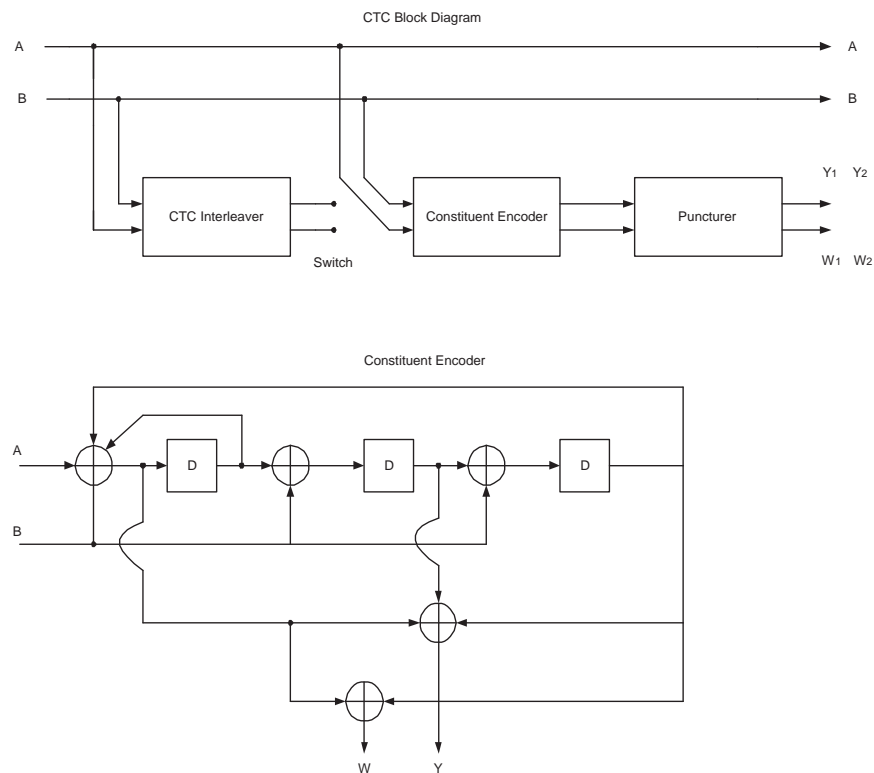 CTC Block Diagram
A A
B B
Y1 Y2
CTC Interleaver Constituent Encoder Puncturer
Switch W1 W2
Constituent Encoder
A
D D D
B
W Y